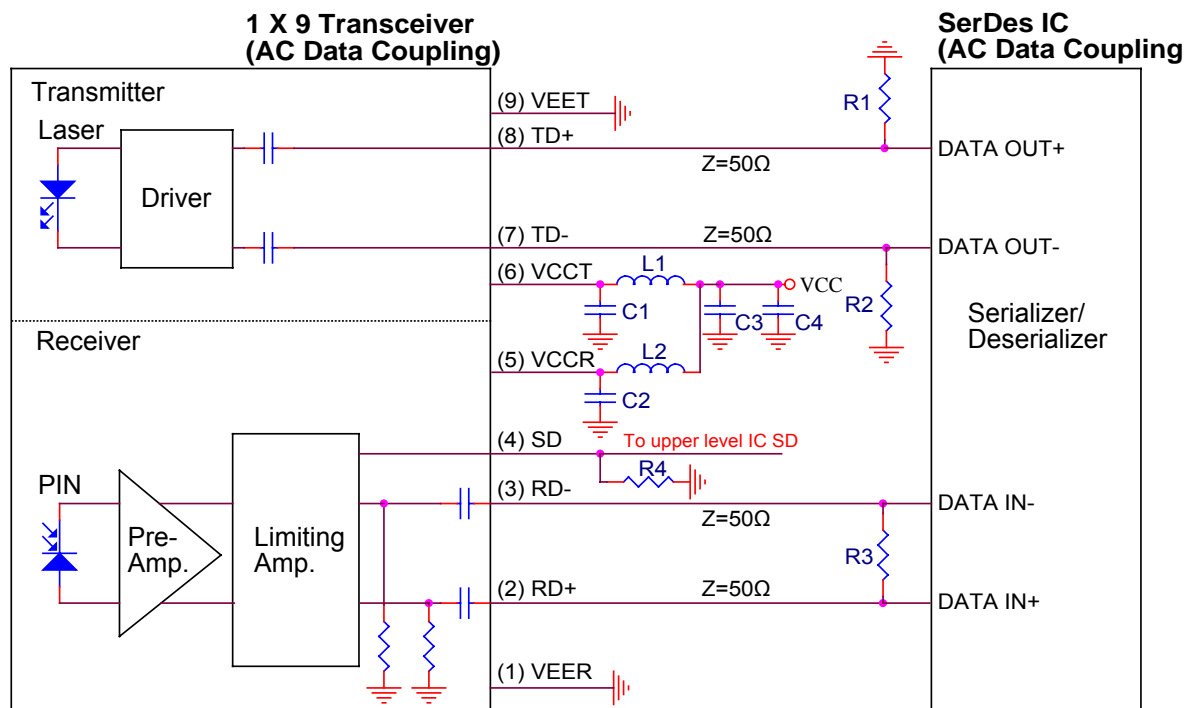 1 X 9 Transceiver
(AC Data Coupling)
SerDes IC
(AC Data Coupling
Transmitter
Laser
Driver
(9) VEET
(8) TD+
Z=50Ω
R1
DATA OUT+
(7) TD-
Z=50Ω
DATA OUT-
(6) VCCT
L1
VCC
C1
C3
C4
R2
Serializer/
Deserializer
Receiver
(5) VCCR
L2
C2
(4) SD
To upper level IC SD
R4
PIN
Pre-
Amp.
Limiting
Amp.
(3) RD-
Z=50Ω
DATA IN-
R3
(2) RD+
Z=50Ω
DATA IN+
(1) VEER